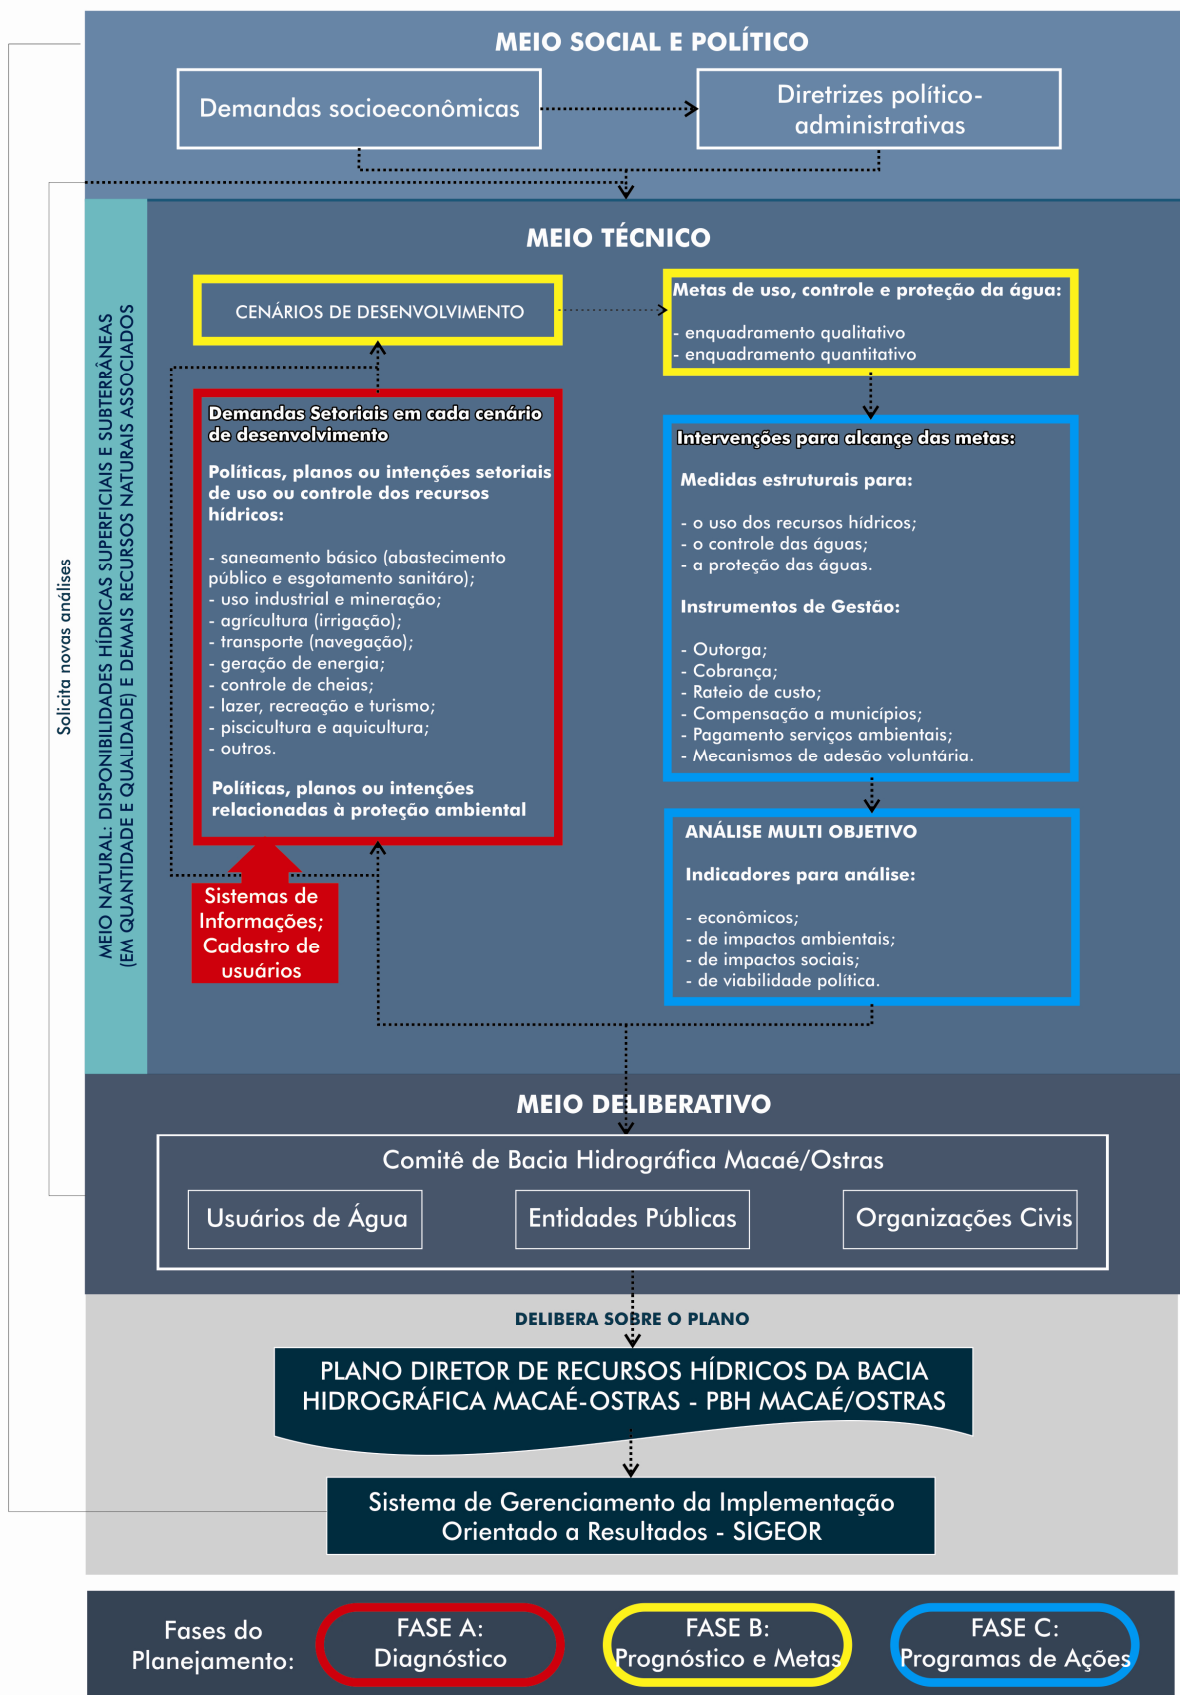 MEIO SOCIAL E POLÍTICO
Demandas socioeconômicas
Diretrizes político-
administrativas
MEIO TÉCNICO
MEIO NATURAL: DISPONIBILIDADES HÍDRICAS SUPERFICIAIS E SUBTERRÂNEAS
(EM QUANTIDADE E QUALIDADE) E DEMAIS RECURSOS NATURAIS ASSOCIADOS
Solicita novas análises
CENÁRIOS DE DESENVOLVIMENTO
Metas de uso, controle e proteção da água:
- enquadramento qualitativo
- enquadramento quantitativo
Demandas Setoriais em cada cenário
de desenvolvimento
Políticas, planos ou intenções setoriais
de uso ou controle dos recursos
hídricos:
- saneamento básico (abastecimento
público e esgotamento sanitáro);
- uso industrial e mineração;
- agrícultura (irrigação);
- transporte (navegação);
- geração de energia;
- controle de cheias;
- lazer, recreação e turismo;
- piscicultura e aquicultura;
- outros.
Políticas, planos ou intenções
relacionadas à proteção ambiental
Sistemas de
Informações;
Cadastro de
usuários
Intervenções para alcançe das metas:
Medidas estruturais para:
- o uso dos recursos hídricos;
- o controle das águas;
- a proteção das águas.
Instrumentos de Gestão:
- Outorga;
- Cobrança;
- Rateio de custo;
- Compensação a municípios;
- Pagamento serviços ambientais;
- Mecanismos de adesão voluntária.
ANÁLISE MULTI OBJETIVO
Indicadores para análise:
- econômicos;
- de impactos ambientais;
- de impactos sociais;
- de viabilidade política.
MEIO DELIBERATIVO
Comitê de Bacia Hidrográfica Macaé/Ostras
Usuários de Água
Entidades Públicas
Organizações Civis
DELIBERA SOBRE O PLANO
PLANO DIRETOR DE RECURSOS HÍDRICOS DA BACIA
HIDROGRÁFICA MACAÉ-OSTRAS - PBH MACAÉ/OSTRAS
Sistema de Gerenciamento da Implementação
Orientado a Resultados - SIGEOR
Fases do
Planejamento:
FASE A:
Diagnóstico
FASE B:
Prognóstico e Metas
FASE C:
Programas de Ações